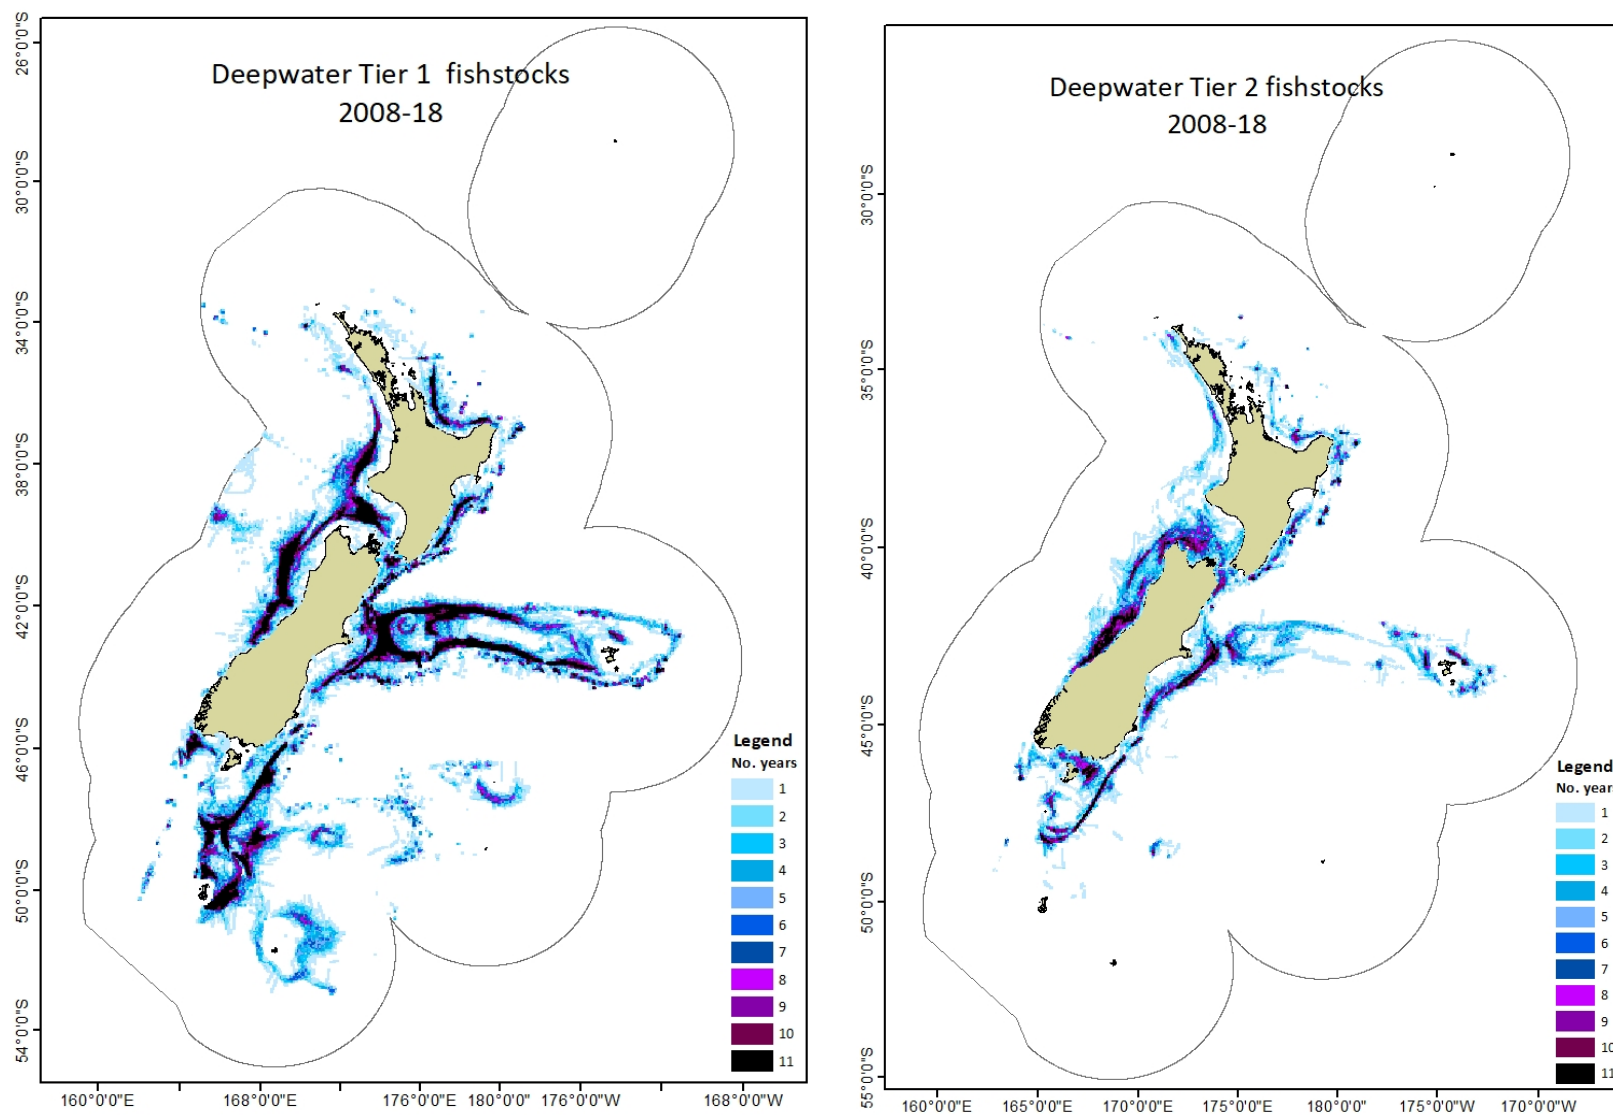 Deepwater Tier 1 fishstocks
2008-18
26°0'0"S
30°0'0"S
34°0'0"S
38°0'0"S
42°0'0"S
46°0'0"S
50°0'0"S
54°0'0"S
Legend
No. years
1
2
3
4
5
6
7
8
9
10
11
160°0'0"E
168°0'0"E
176°0'0"E
180°0'0"
176°0'0"W
168°0'0"W
Deepwater Tier 2 fishstocks
2008-18
30°0'0"S
35°0'0"S
40°0'0"S
45°0'0"S
50°0'0"S
55°0'0"S
Legend
No. years
1
2
3
4
5
6
7
8
9
10
11
160°0'0"E
165°0'0"E
170°0'0"E
175°0'0"E
180°0'0"
175°0'0"W
170°0'0"W